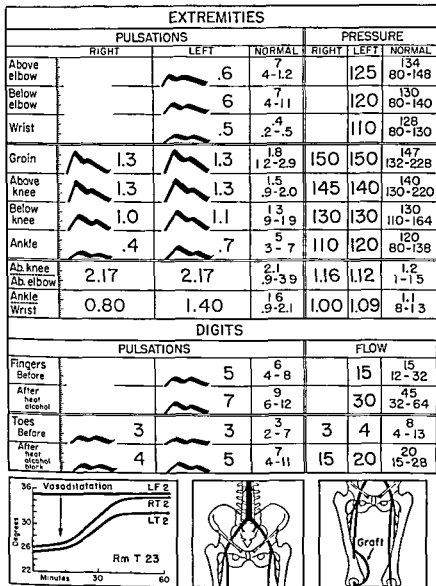 EXTREMITIES
PULSATIONS PRESSURE
RIGHT LEFT NORMAL RIGHT LEFT NORMAL
Above elbow .6 7 4-1.2 125 134 80-148
Below elbow 6 7 4-11 120 130 80-140
Wrist .5 .4 .2-.5 110 128 80-130
Groin 1.3 1.3 1.8 1 2-2.9 150 150 147 132-228
Above knee 1.3 1.3 1.5 .9-2.0 145 140 140 130-220
Below knee 1.0 1.1 1 3 9-1 9 130 130 130 110-164
Ankle .4 .7 5 3-7 110 120 120 80-138
Ab. knee Ab. elbow 2.17 2.17 2.1 .9-3 9 1.16 1.12 1.2 1-1 5
Ankle Wrist 0.80 1.40 1 6 .9-2.1 1.00 1.09 1.1 8-1 3
DIGITS
PULSATIONS FLOW
Fingers Before 5 6 4-8 15 15 12-32
After heat alcohol 7 9 6-12 30 45 32-64
Toes Before 3 3 3 2-7 3 4 8 4-13
After heat alcohol block 4 5 7 4-11 15 20 20 15-28
36 Vasodilatation LF 2
RT 2
LT 2
29
Degrees
22
Rm T 23
Minutes 30 60
Graft